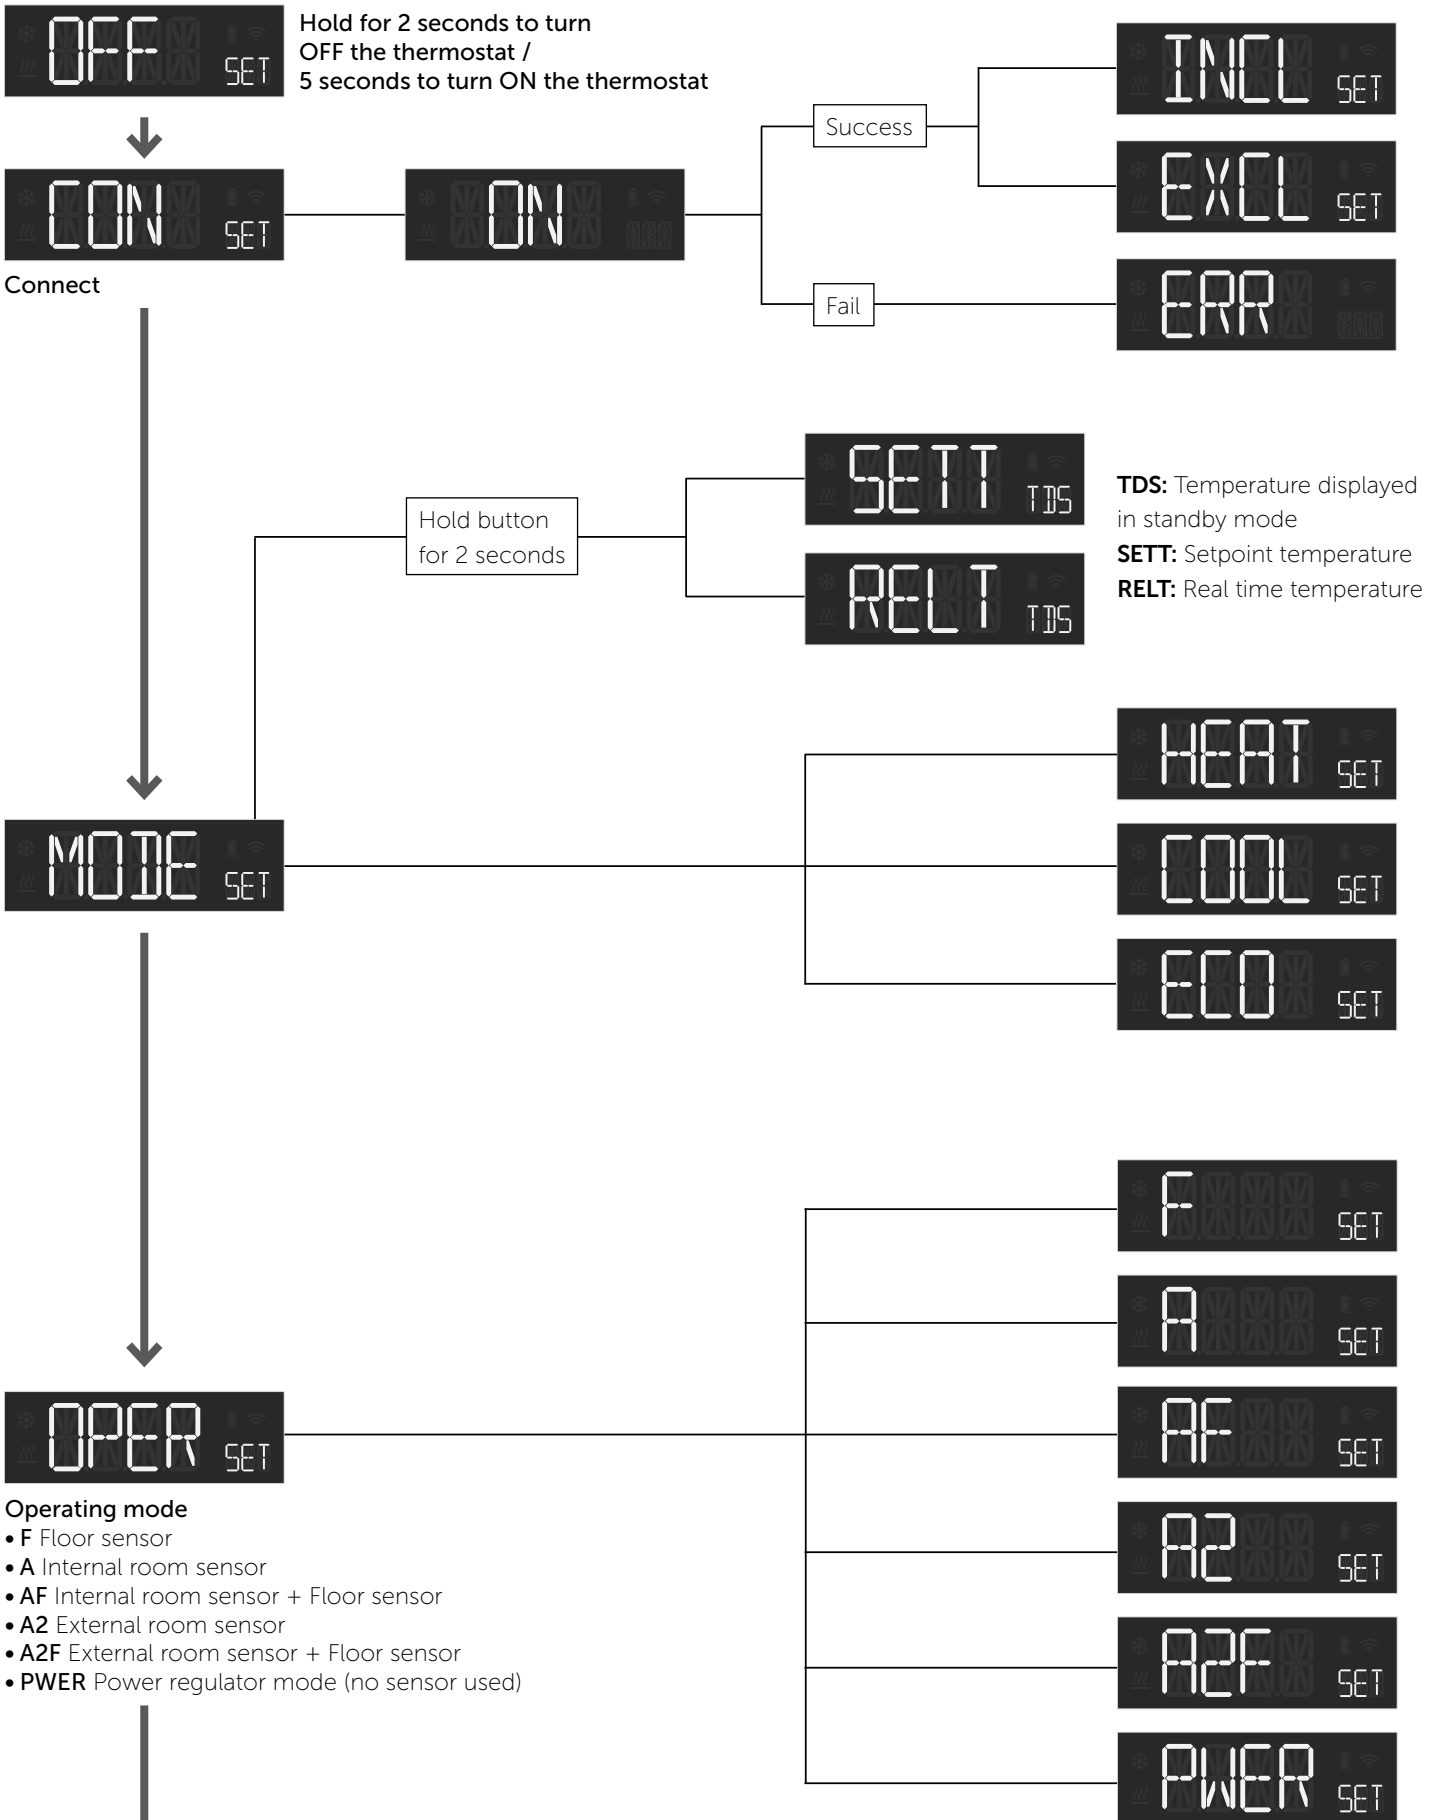 OFF SET
Hold for 2 seconds to turn
OFF the thermostat /
5 seconds to turn ON the thermostat
CON SET
Connect
ON
Success
INCL SET
EXCL SET
Fail
ERR
Hold button
for 2 seconds
SETT TDS
RELT TDS
TDS: Temperature displayed
in standby mode
SETT: Setpoint temperature
RELT: Real time temperature
MODE SET
HEAT SET
COOL SET
ECO SET
OPER SET
Operating mode
• F Floor sensor
• A Internal room sensor
• AF Internal room sensor + Floor sensor
• A2 External room sensor
• A2F External room sensor + Floor sensor
• PWER Power regulator mode (no sensor used)
F SET
A SET
AF SET
A2 SET
A2F SET
PWER SET